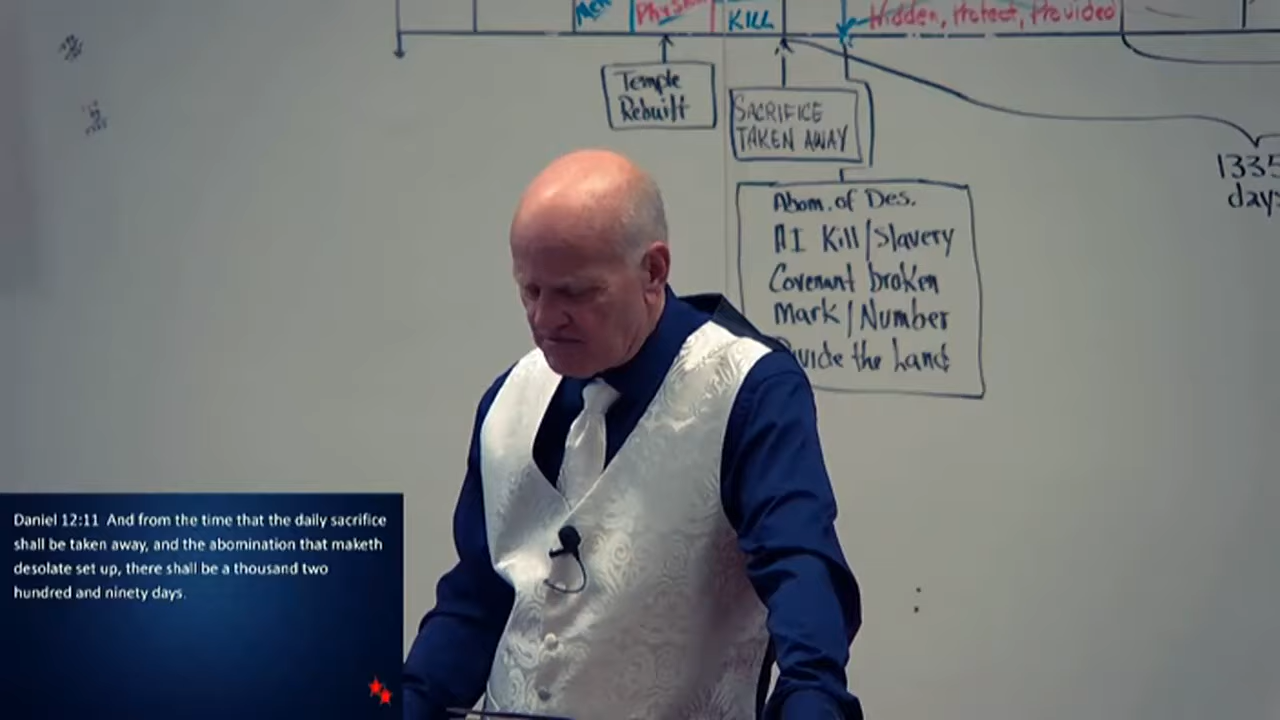 Men
Physical
KILL
Hidden, Protect, Provided
Temple
Rebuilt
SACRIFICE
TAKEN AWAY
1335
days
Abom. of Des.
AI Kill/Slavery
Covenant broken
Mark/Number
Divide the Land
Daniel 12:11 And from the time that the daily sacrifice
shall be taken away, and the abomination that maketh
desolate set up, there shall be a thousand two
hundred and ninety days.